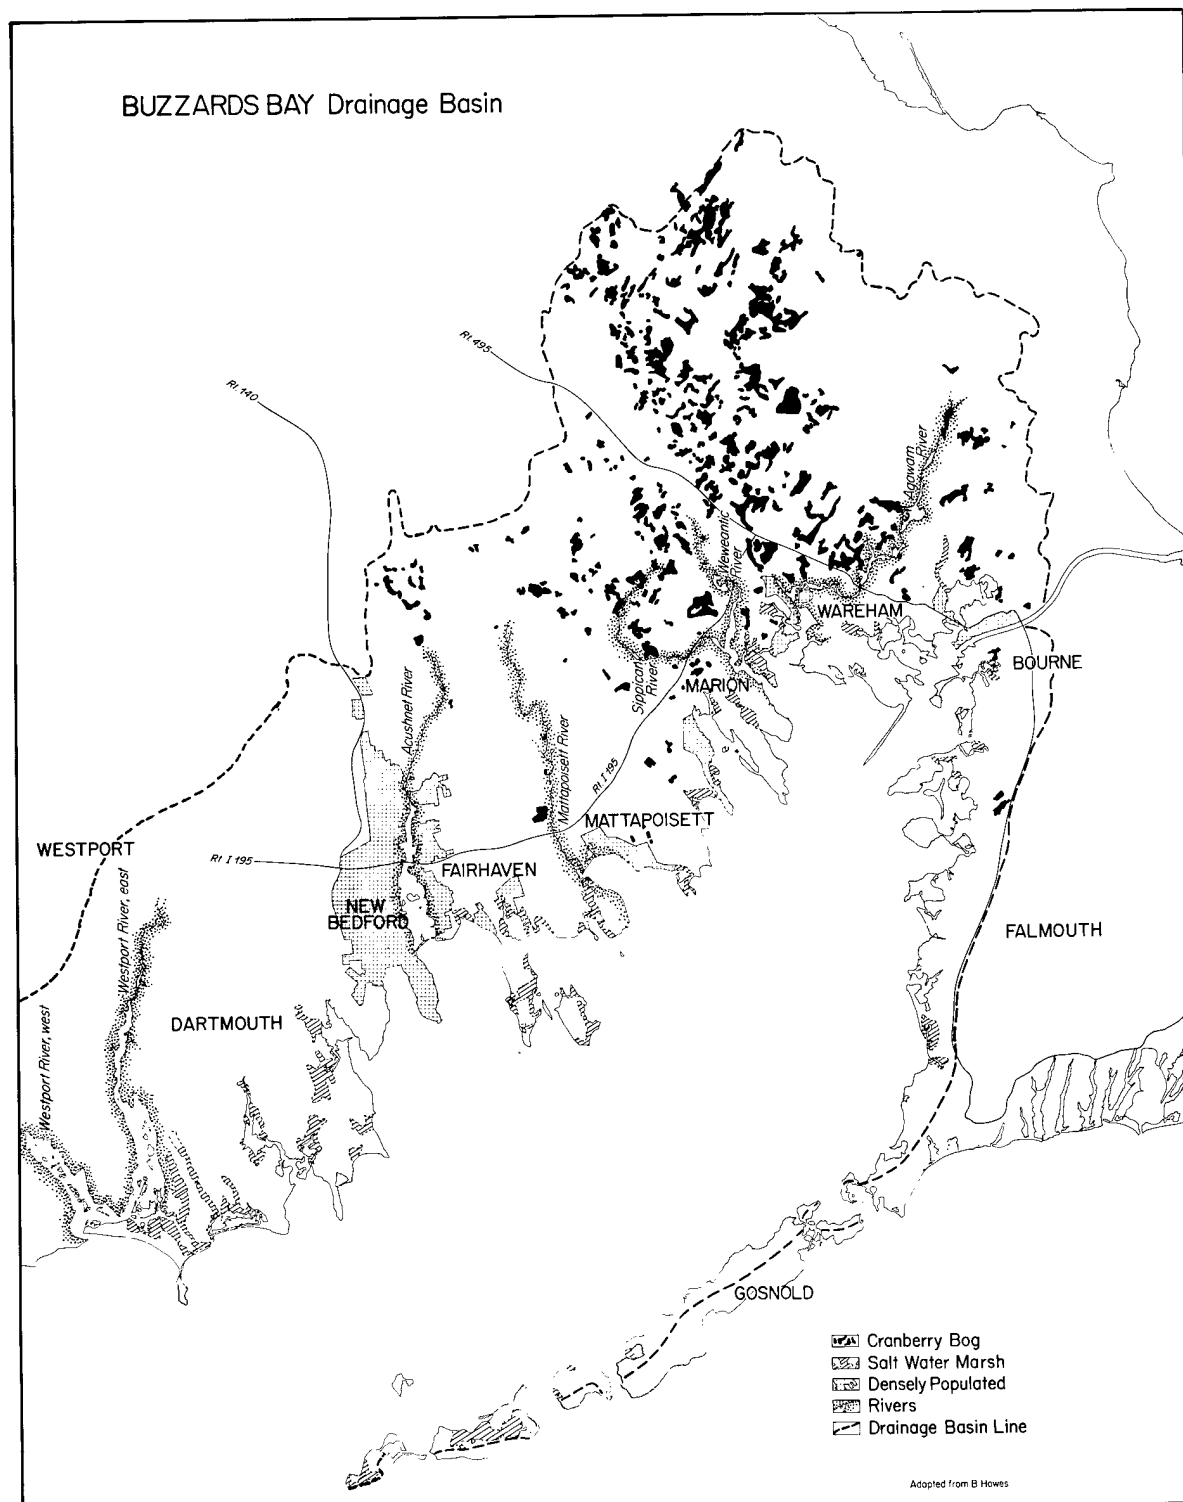 BUZZARDS BAY Drainage Basin
Rt. 495
Rt. 140
Agawam
River
Weweantic
River
WAREHAM
BOURNE
Sippican
River
MARION
Acushnet River
Mattapoisett River
Rt. I 195
MATTAPOISETT
WESTPORT
Rt. I 195
FAIRHAVEN
NEW
BEDFORD
Westport River, east
FALMOUTH
DARTMOUTH
Westport River, west
GOSNOLD
Cranberry Bog
Salt Water Marsh
Densely Populated
Rivers
Drainage Basin Line
Adapted from B Howes